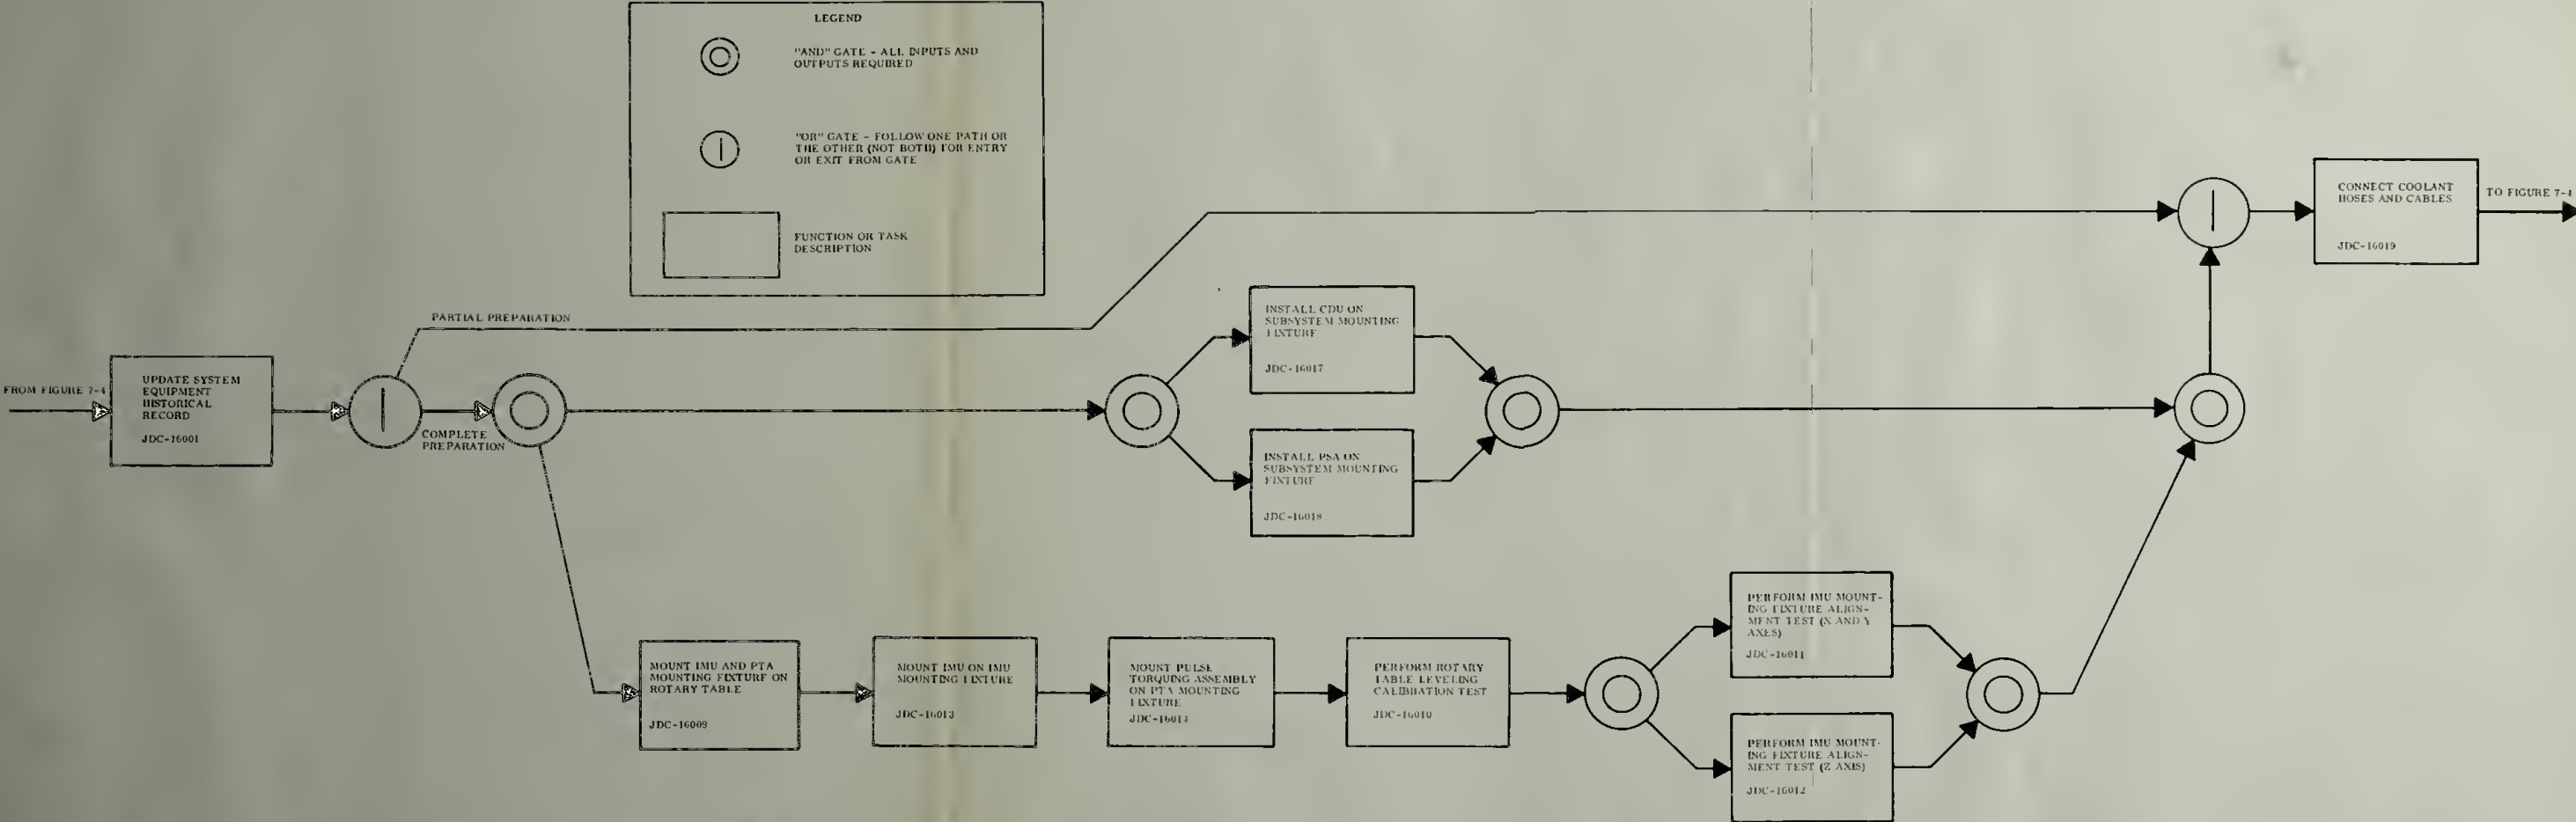 LEGEND
"AND" GATE - ALL INPUTS AND
OUTPUTS REQUIRED
"OR" GATE - FOLLOW ONE PATH OR
THE OTHER (NOT BOTH) FOR ENTRY
OR EXIT FROM GATE
FUNCTION OR TASK
DESCRIPTION
FROM FIGURE 7-4
UPDATE SYSTEM
EQUIPMENT
HISTORICAL
RECORD
JDC-16001
PARTIAL PREPARATION
COMPLETE
PREPARATION
INSTALL CDU ON
SUBSYSTEM MOUNTING
FIXTURE
JDC-16017
INSTALL PSA ON
SUBSYSTEM MOUNTING
FIXTURE
JDC-16018
CONNECT COOLANT
HOSES AND CABLES
JDC-16019
TO FIGURE 7-4
MOUNT IMU AND PTA
MOUNTING FIXTURE ON
ROTARY TABLE
JDC-16009
MOUNT IMU ON IMU
MOUNTING FIXTURE
JDC-16013
MOUNT PULSE
TORQUING ASSEMBLY
ON PTA MOUNTING
FIXTURE
JDC-16014
PERFORM ROTARY
TABLE LEVELING
CALIBRATION TEST
JDC-16010
PERFORM IMU MOUNT-
ING FIXTURE ALIGN-
MENT TEST (X AND Y
AXES)
JDC-16011
PERFORM IMU MOUNT-
ING FIXTURE ALIGN-
MENT TEST (Z AXIS)
JDC-16012